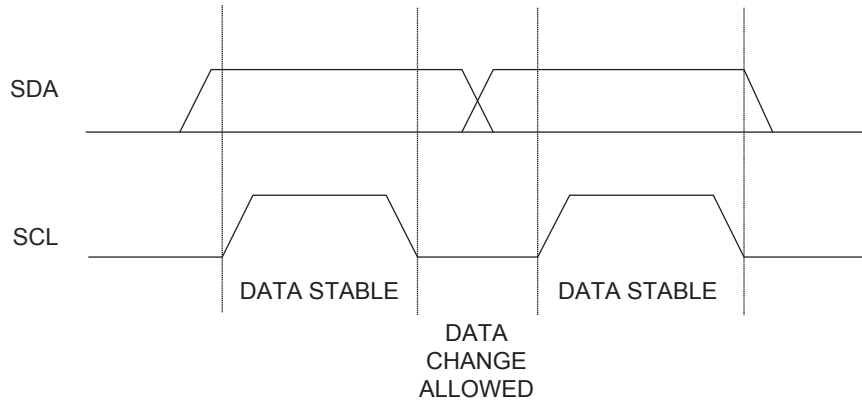 SDA
SCL
DATA STABLE
DATA STABLE
DATA
CHANGE
ALLOWED